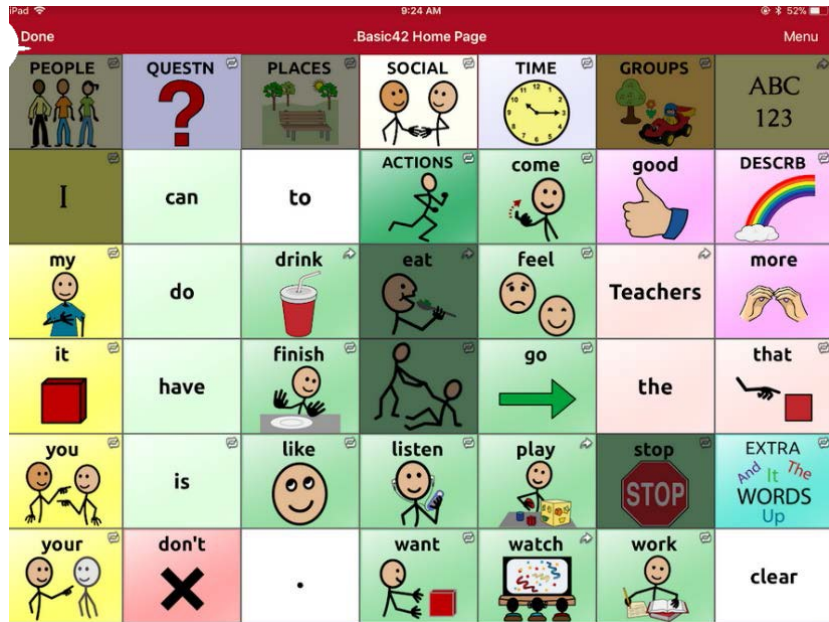 iPad 9:24 AM 52%
Done .Basic42 Home Page Menu
PEOPLE QUESTN PLACES SOCIAL TIME GROUPS ABC
123
I can to ACTIONS come good DESCRB
my do drink eat feel Teachers more
it have finish go the that
you is like listen play stop EXTRA
STOP
And It The
WORDS
Up
your don't . want watch work clear